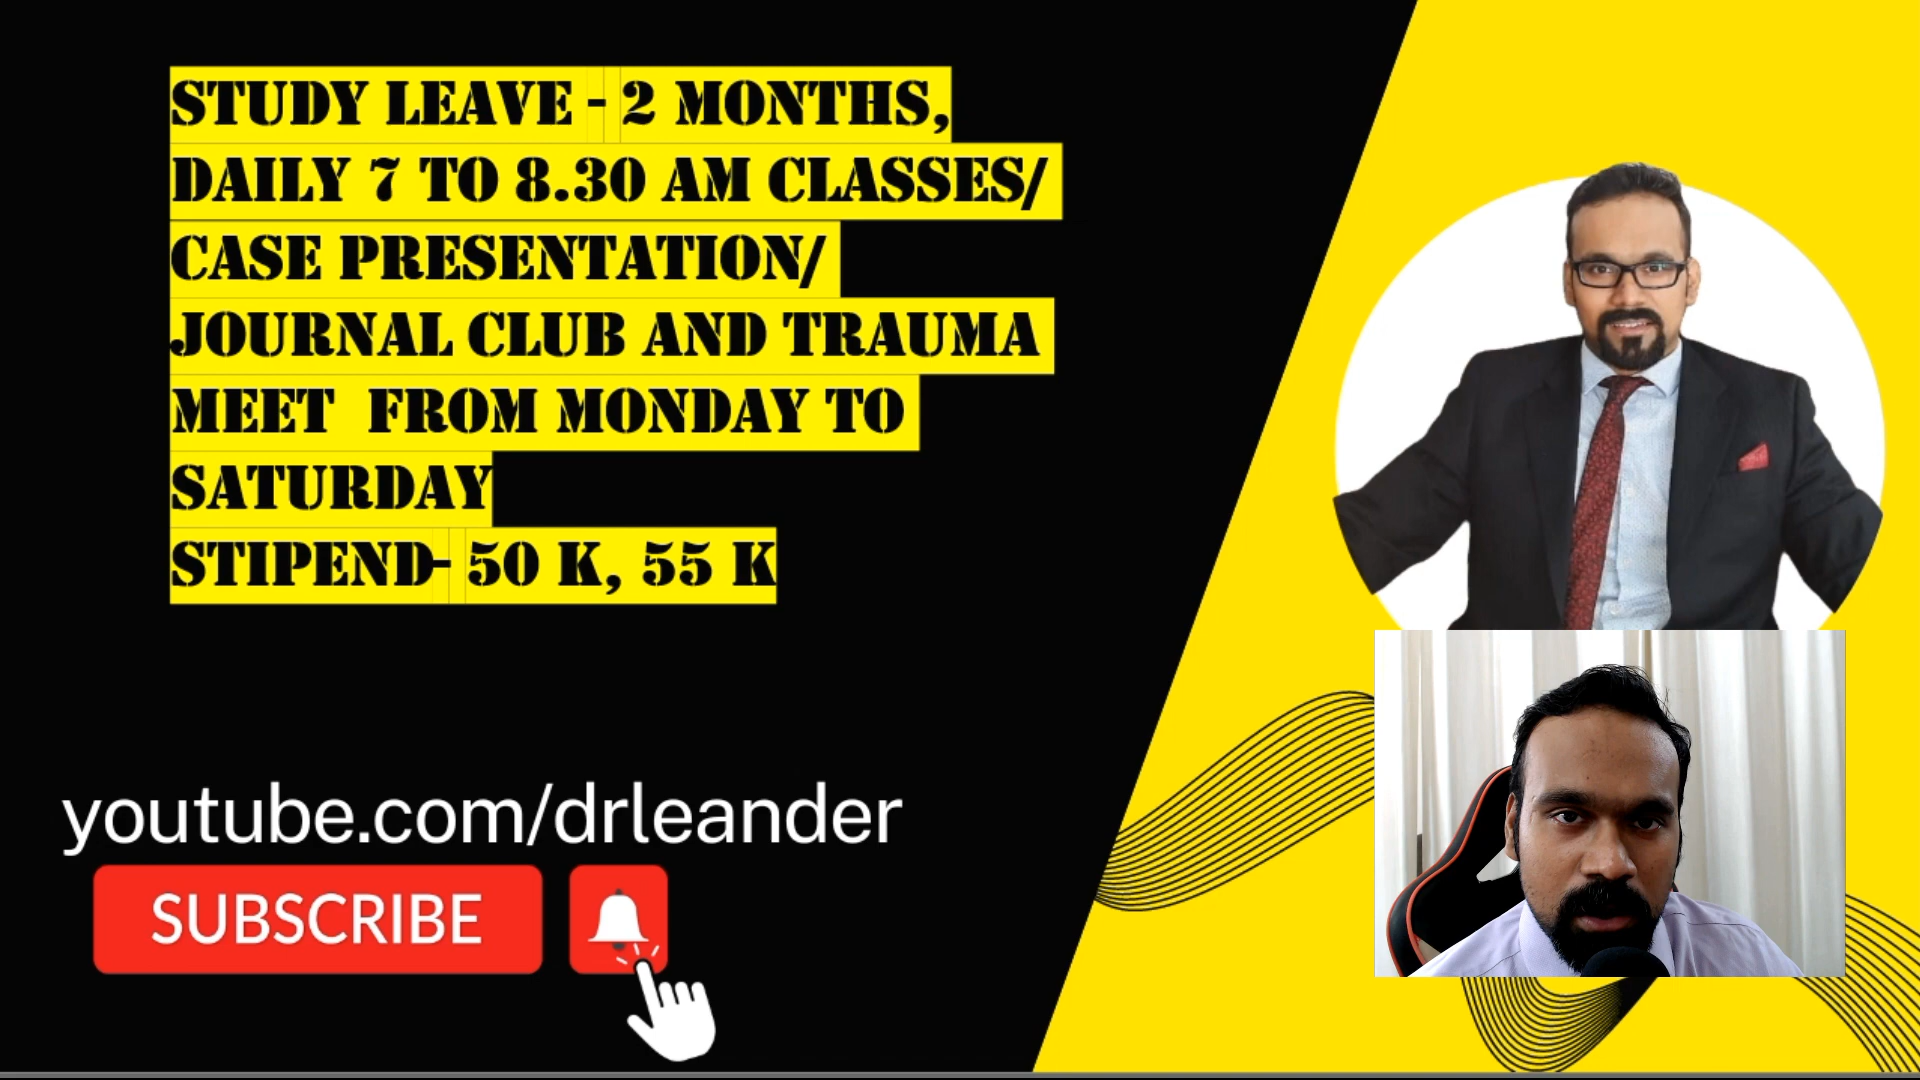 STUDY LEAVE - 2 MONTHS,
DAILY 7 TO 8.30 AM CLASSES/
CASE PRESENTATION/
JOURNAL CLUB AND TRAUMA
MEET FROM MONDAY TO
SATURDAY
STIPEND- 50 K, 55 K
youtube.com/drleander
SUBSCRIBE